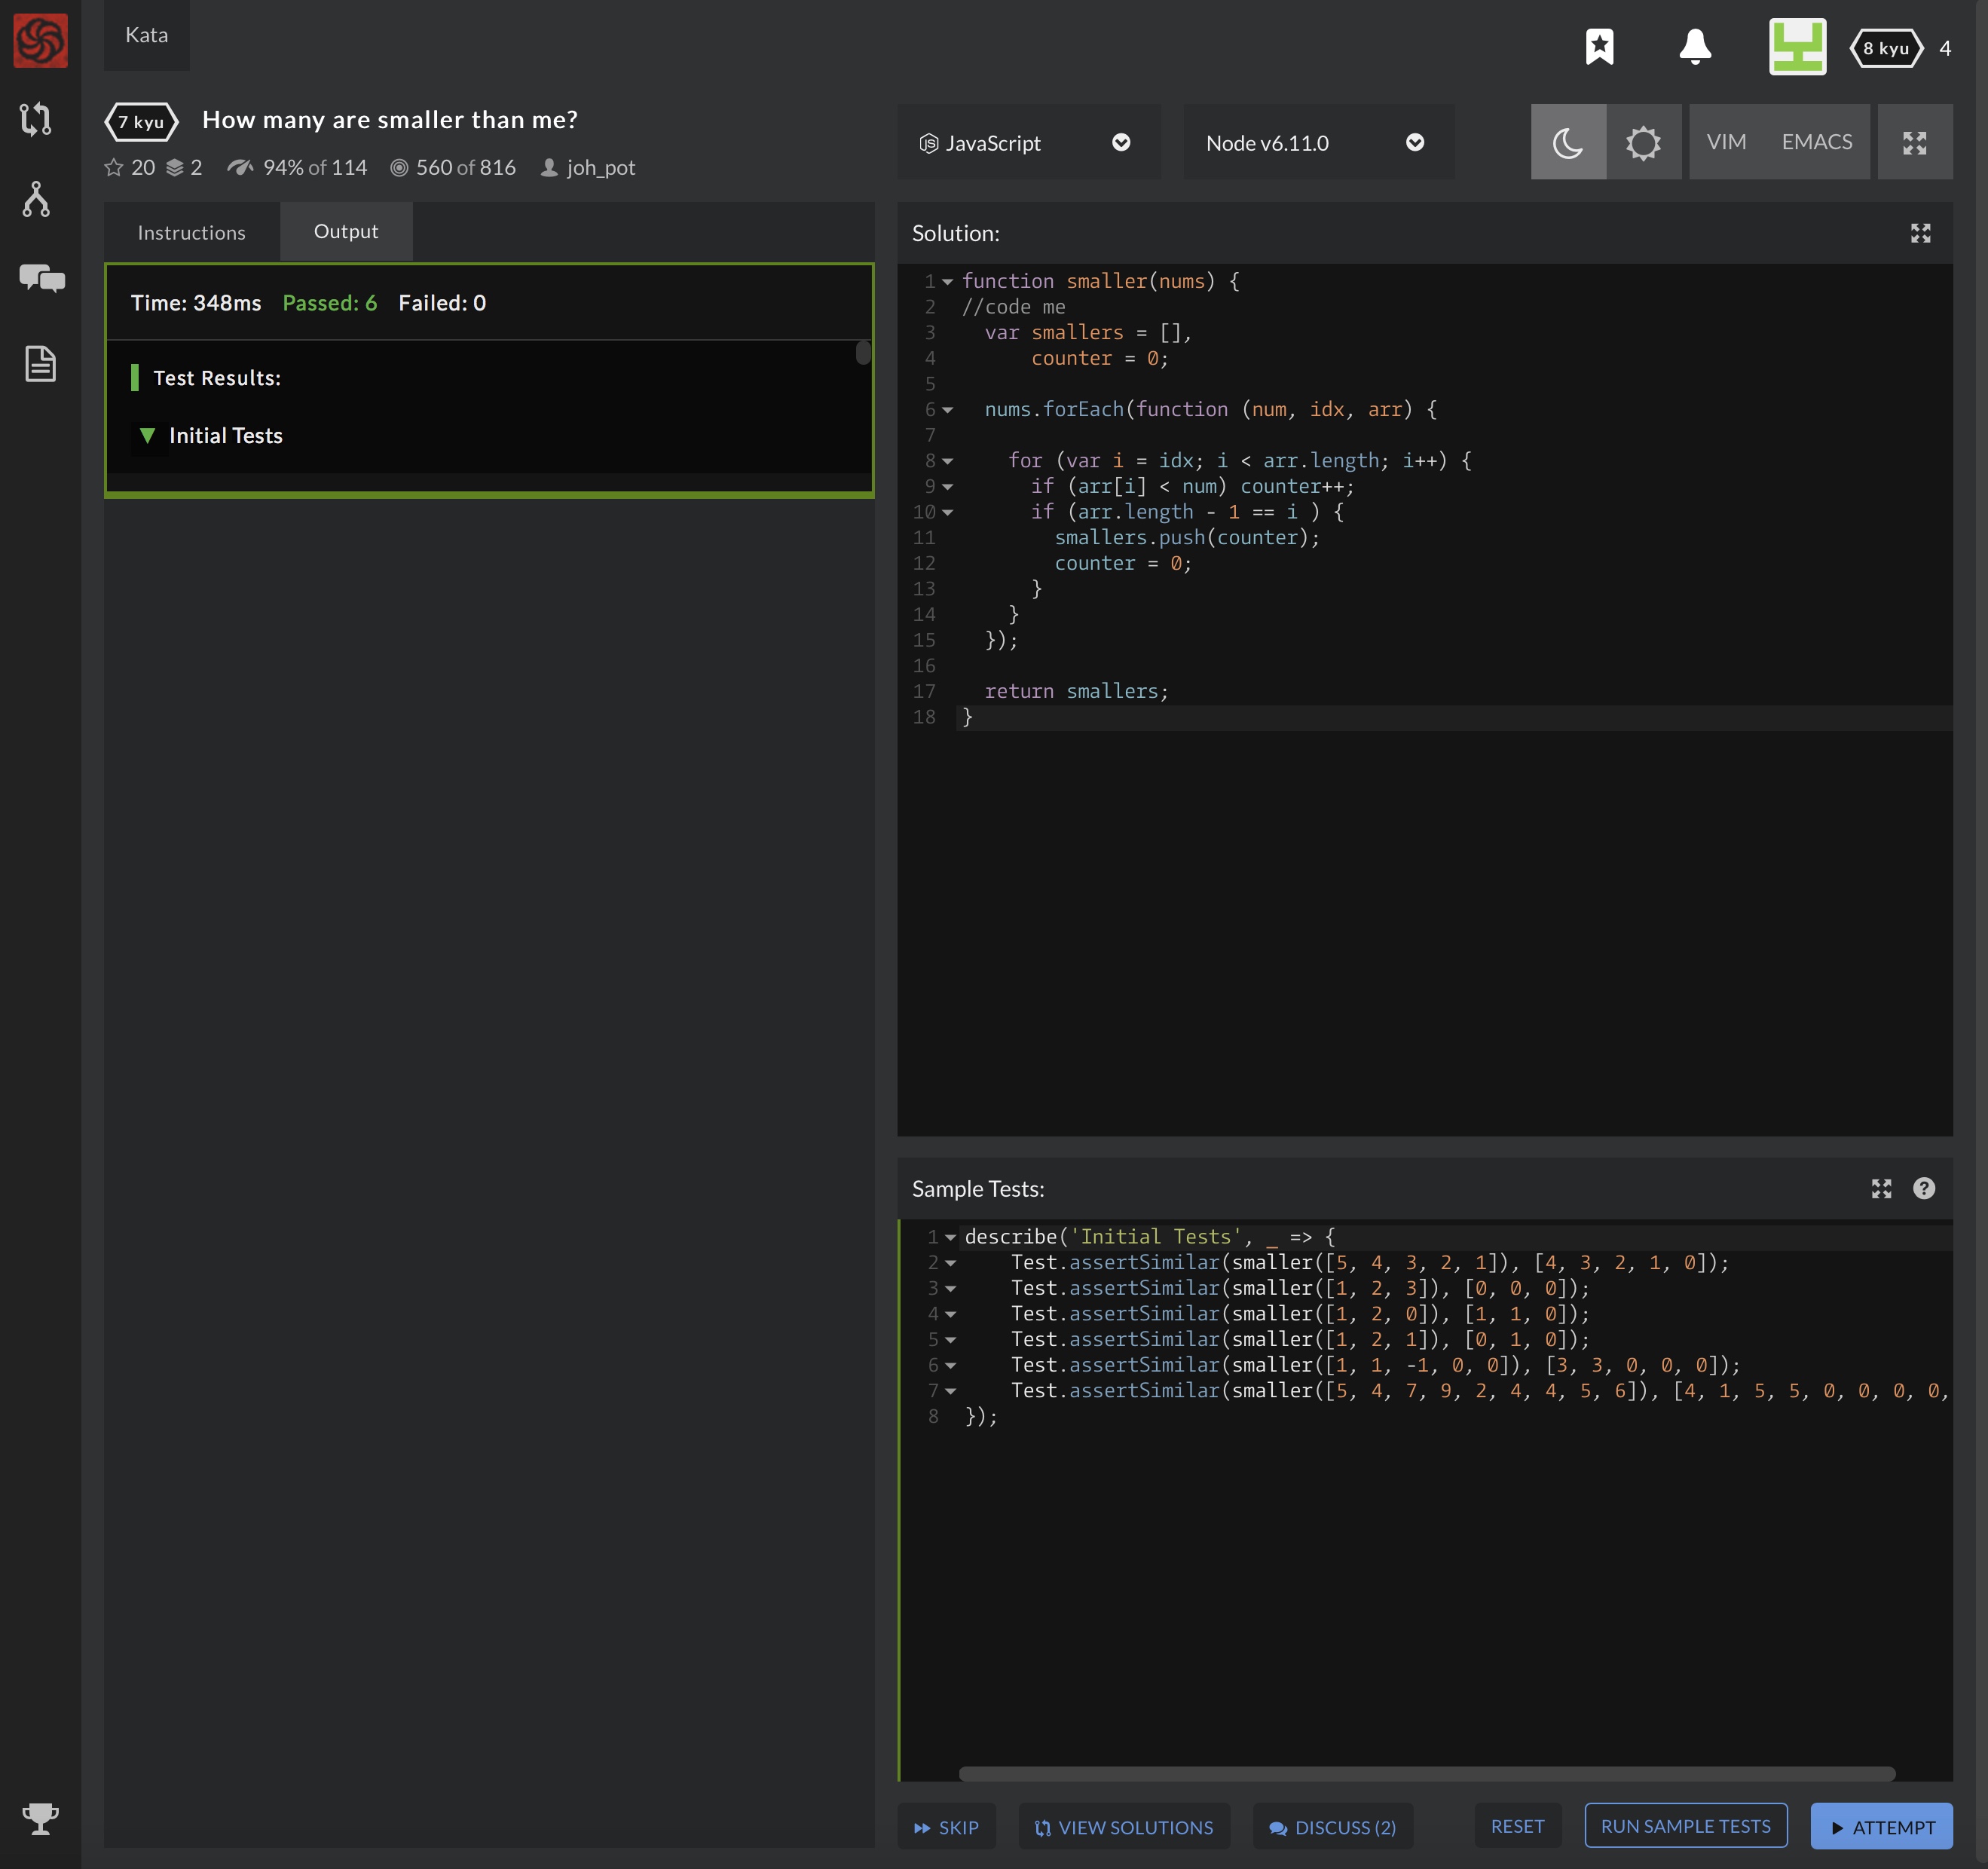 Kata
8 kyu 4
7 kyu How many are smaller than me?
20 2 94% of 114 560 of 816 joh_pot
JavaScript
Node v6.11.0
VIM EMACS
Instructions
Output
Time: 348ms Passed: 6 Failed: 0
Test Results:
Initial Tests
Solution:
1 function smaller(nums) {
2 //code me
3   var smallers = [],
4       counter = 0;
5
6   nums.forEach(function (num, idx, arr) {
7
8     for (var i = idx; i < arr.length; i++) {
9       if (arr[i] < num) counter++;
10       if (arr.length - 1 == i ) {
11         smallers.push(counter);
12         counter = 0;
13       }
14     }
15   });
16
17   return smallers;
18 }
Sample Tests:
1 describe('Initial Tests', _ => {
2     Test.assertSimilar(smaller([5, 4, 3, 2, 1]), [4, 3, 2, 1, 0]);
3     Test.assertSimilar(smaller([1, 2, 3]), [0, 0, 0]);
4     Test.assertSimilar(smaller([1, 2, 0]), [1, 1, 0]);
5     Test.assertSimilar(smaller([1, 2, 1]), [0, 1, 0]);
6     Test.assertSimilar(smaller([1, 1, -1, 0, 0]), [3, 3, 0, 0, 0]);
7     Test.assertSimilar(smaller([5, 4, 7, 9, 2, 4, 4, 5, 6]), [4, 1, 5, 5, 0, 0, 0, 0,
8 });
SKIP
VIEW SOLUTIONS
DISCUSS (2)
RESET
RUN SAMPLE TESTS
ATTEMPT